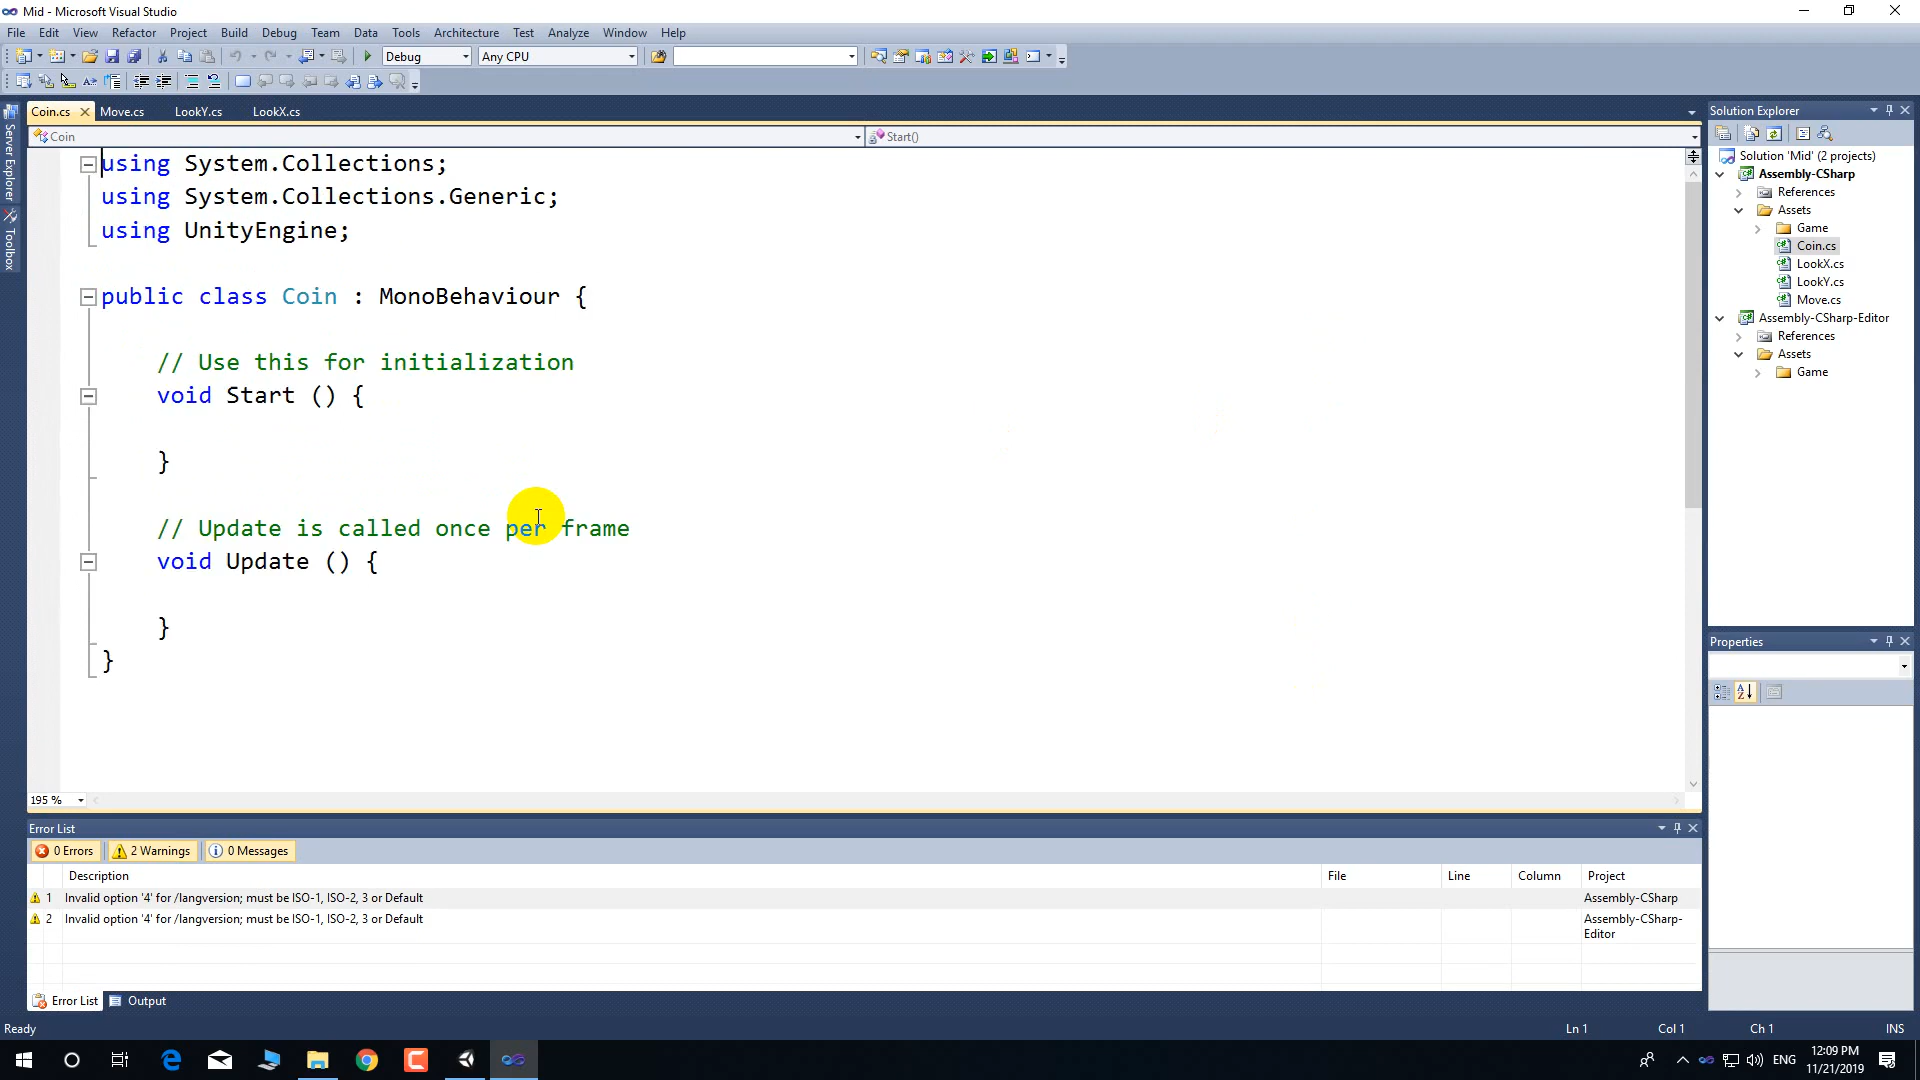 Mid - Microsoft Visual Studio
File Edit View Refactor Project Build Debug Team Data Tools Architecture Test Analyze Window Help
Debug Any CPU
Coin.cs Move.cs LookY.cs LookX.cs
Coin Start()
using System.Collections;
using System.Collections.Generic;
using UnityEngine;
public class Coin : MonoBehaviour {
// Use this for initialization
void Start () {
}
// Update is called once per frame
void Update () {
}
}
195 %
Server Explorer
Toolbox
Solution Explorer
Solution 'Mid' (2 projects)
Assembly-CSharp
References
Assets
Game
Coin.cs
LookX.cs
LookY.cs
Move.cs
Assembly-CSharp-Editor
References
Assets
Game
Properties
Error List
0 Errors 2 Warnings 0 Messages
Description File Line Column Project
1 Invalid option '4' for /langversion; must be ISO-1, ISO-2, 3 or Default Assembly-CSharp
2 Invalid option '4' for /langversion; must be ISO-1, ISO-2, 3 or Default Assembly-CSharp-
Editor
Error List Output
Ready Ln 1 Col 1 Ch 1 INS
ENG 12:09 PM
11/21/2019